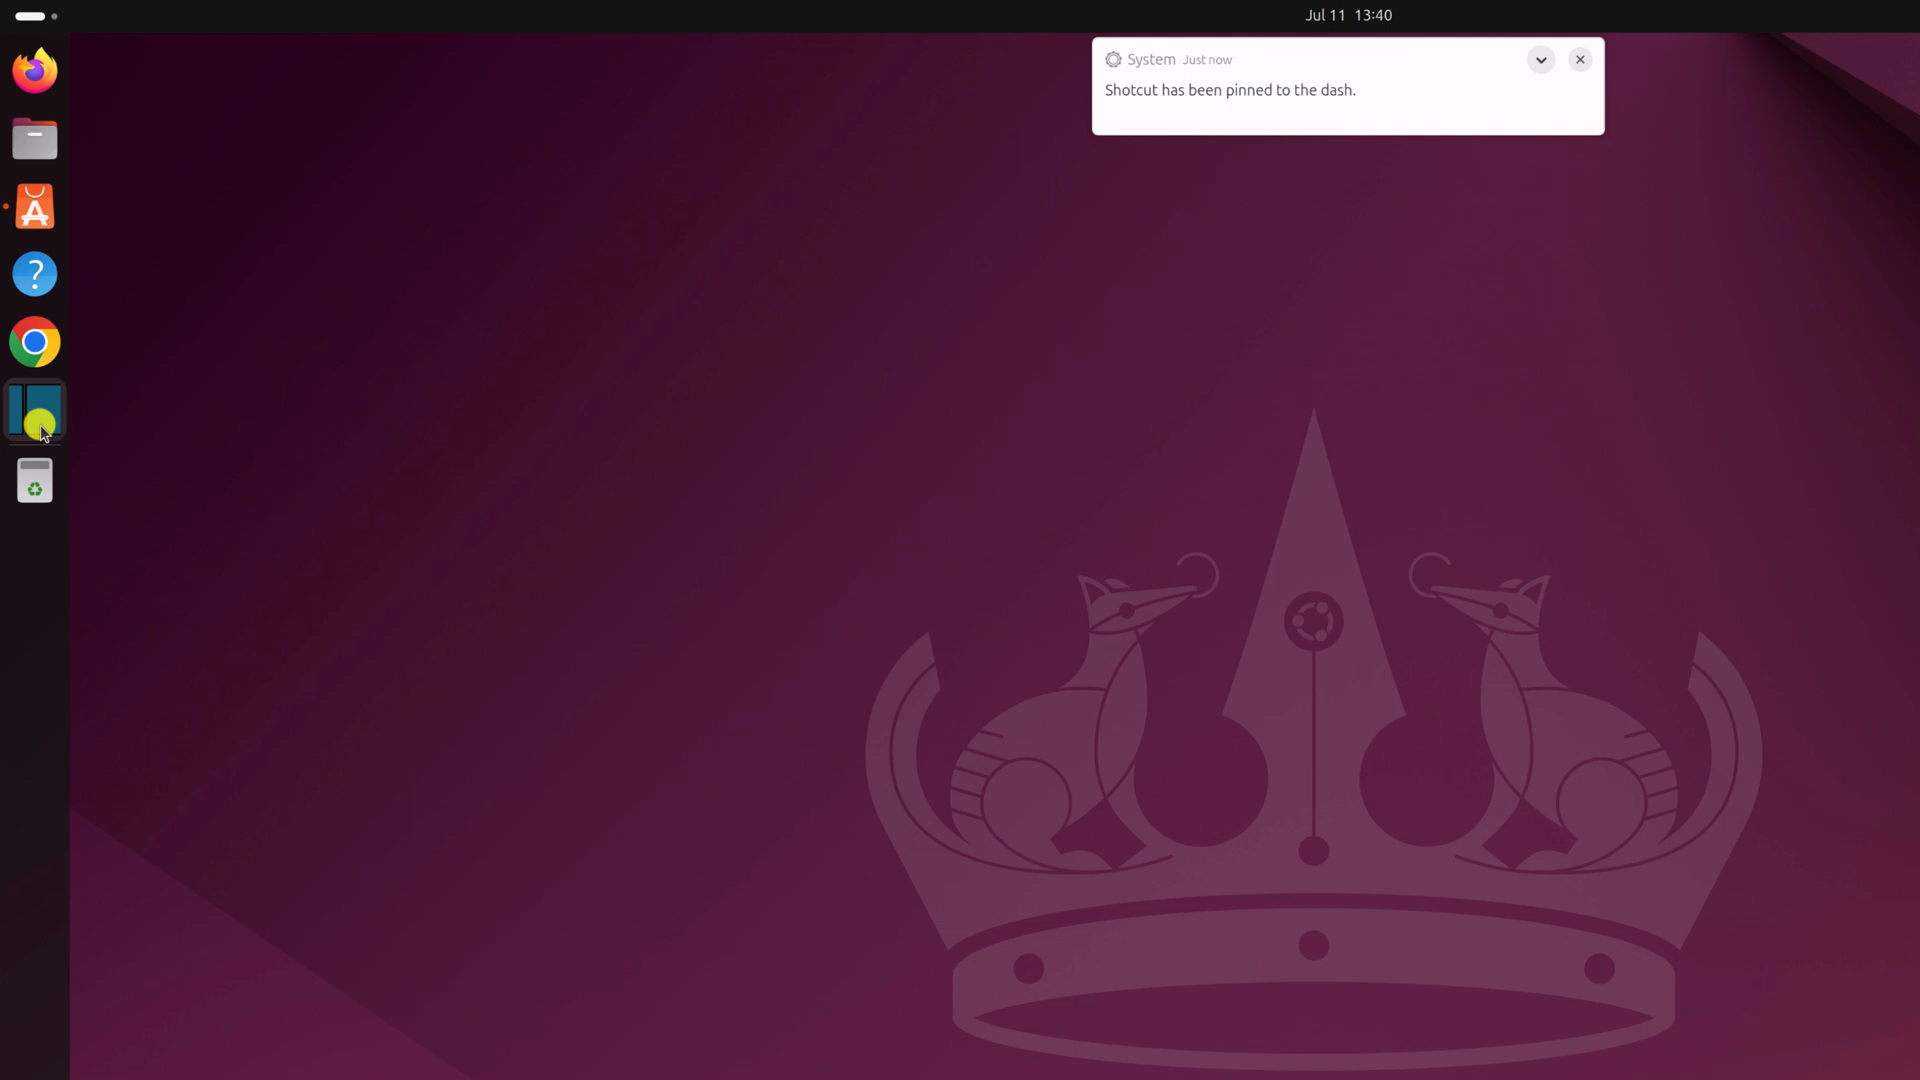 Jul 11 13:40
System Just now
Shotcut has been pinned to the dash.